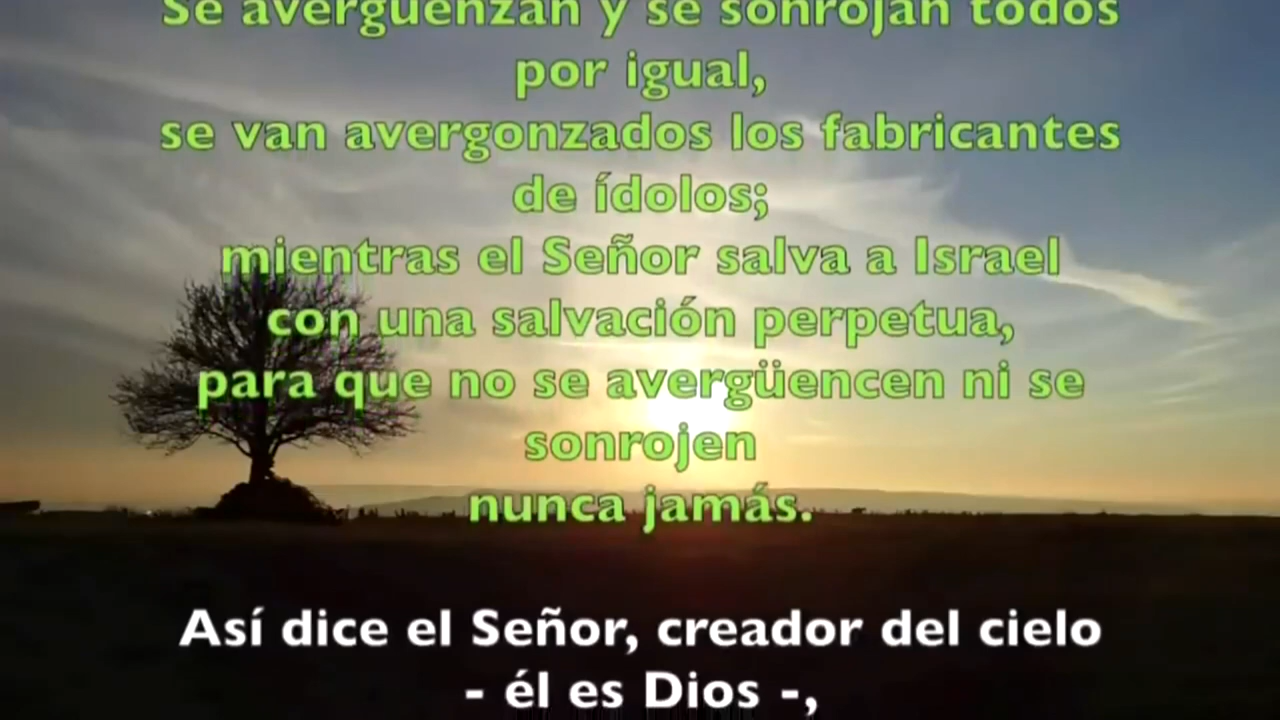 Se avergüenzan y se sonrojan todos
por igual,
se van avergonzados los fabricantes
de ídolos;
mientras el Señor salva a Israel
con una salvación perpetua,
para que no se avergüencen ni se
sonrojen
nunca jamás.
Así dice el Señor, creador del cielo
- él es Dios -,